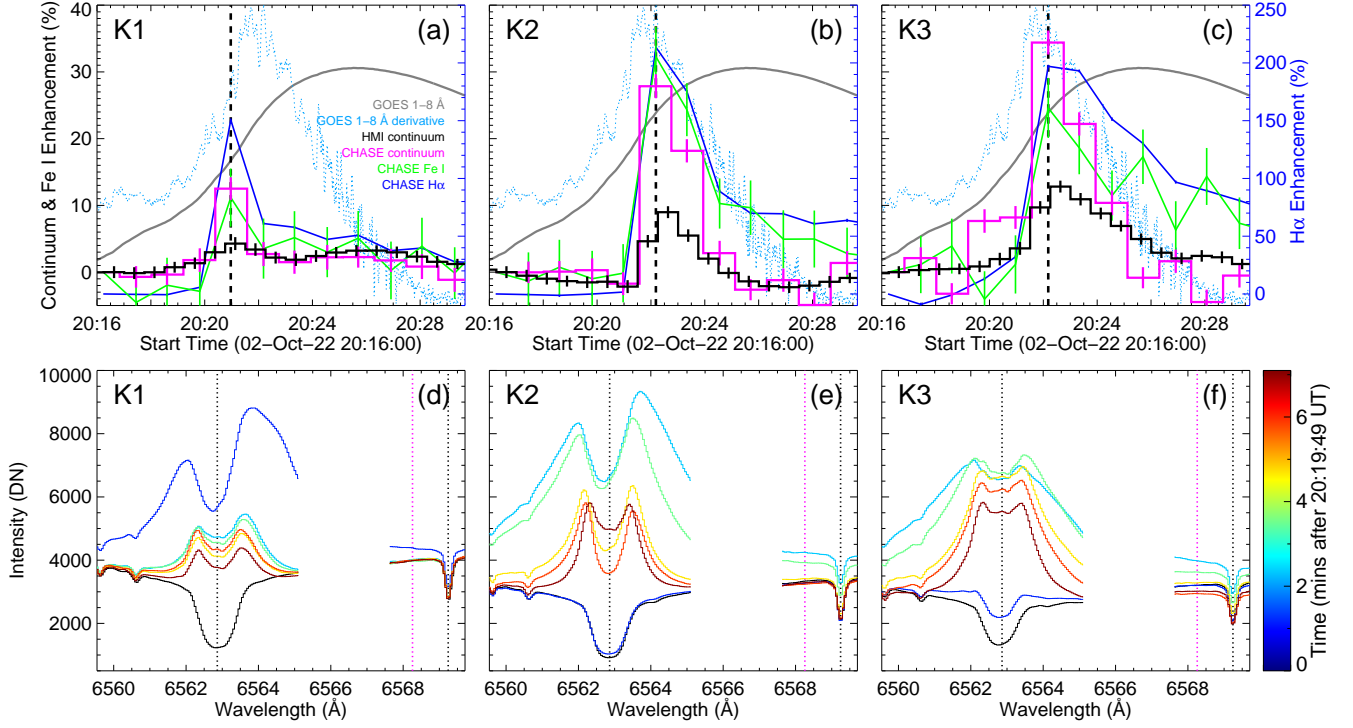 K1 (a)
K2 (b)
K3 (c)
40
30
20
10
0
250
200
150
100
50
0
Continuum & Fe I Enhancement (%)
Hα Enhancement (%)
GOES 1–8 Å
GOES 1–8 Å derivative
HMI continuum
CHASE continuum
CHASE Fe I
CHASE Hα
20:16 20:20 20:24 20:28
20:16 20:20 20:24 20:28
20:16 20:20 20:24 20:28
Start Time (02–Oct–22 20:16:00)
Start Time (02–Oct–22 20:16:00)
Start Time (02–Oct–22 20:16:00)
K1 (d)
K2 (e)
K3 (f)
10000
8000
6000
4000
2000
Intensity (DN)
6560 6562 6564 6566 6568
6560 6562 6564 6566 6568
6560 6562 6564 6566 6568
Wavelength (Å)
Wavelength (Å)
Wavelength (Å)
6
4
2
0
Time (mins after 20:19:49 UT)